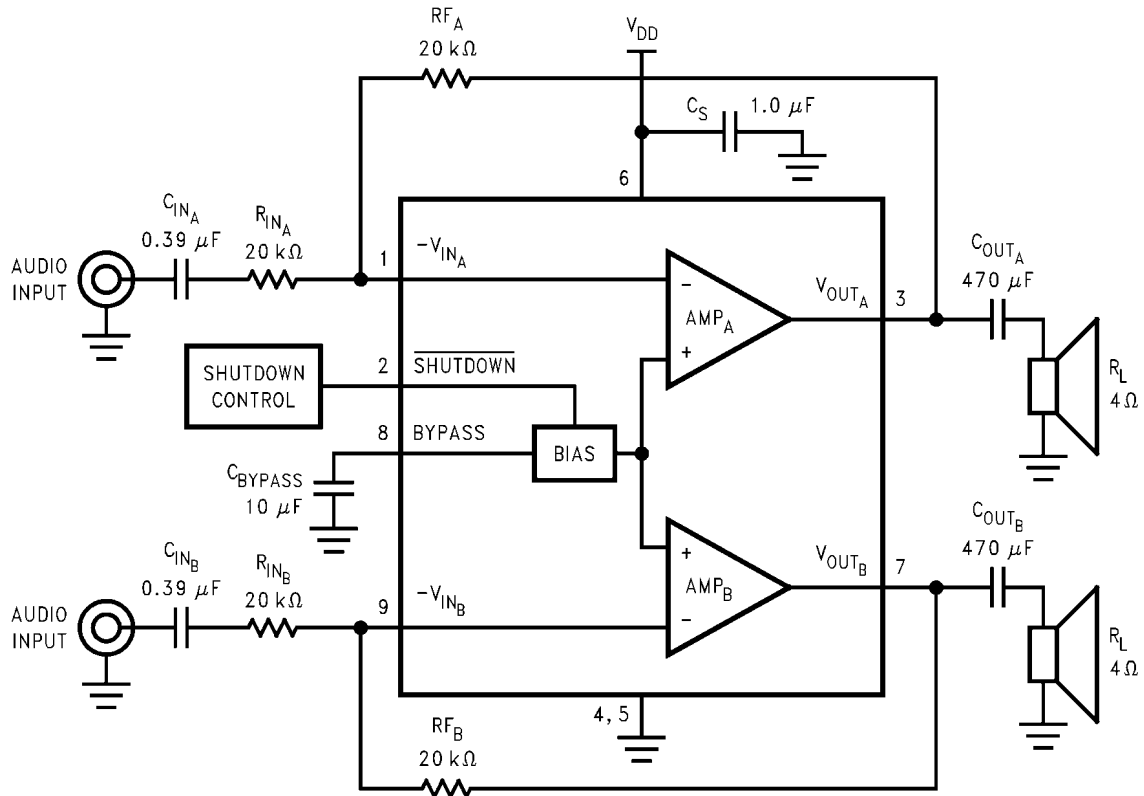 RF_A
20 kΩ
V_DD
C_S
1.0 µF
6
C_IN_A
0.39 µF
R_IN_A
20 kΩ
AUDIO
INPUT
1
-V_IN_A
-
AMP_A
+
V_OUT_A
3
C_OUT_A
470 µF
R_L
4Ω
SHUTDOWN
CONTROL
2
SHUTDOWN
8
BYPASS
BIAS
C_BYPASS
10 µF
C_IN_B
0.39 µF
R_IN_B
20 kΩ
AUDIO
INPUT
9
-V_IN_B
+
AMP_B
-
V_OUT_B
7
C_OUT_B
470 µF
R_L
4Ω
4, 5
RF_B
20 kΩ